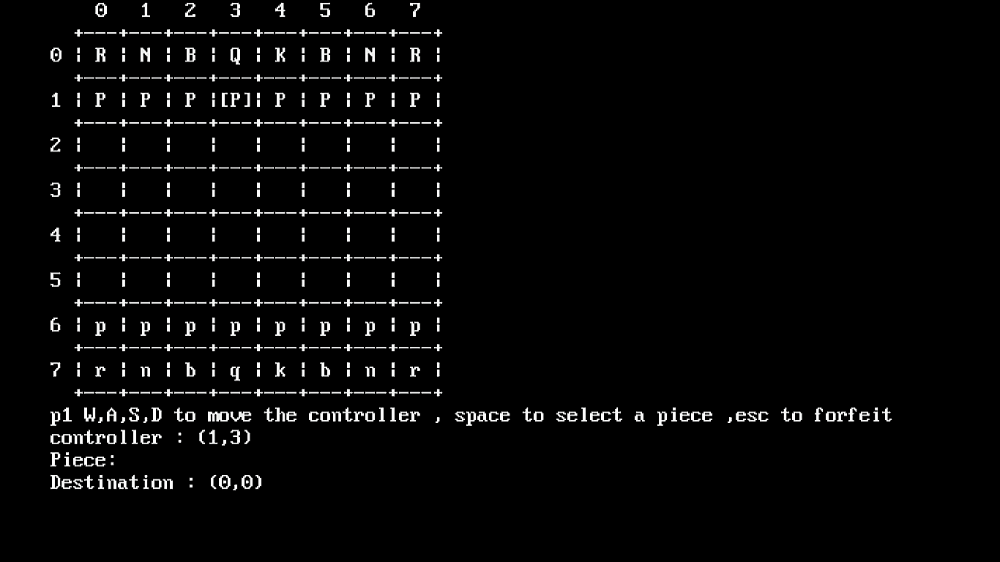 0 1 2 3 4 5 6 7
+---+---+---+---+---+---+---+---+
0 ¦ R ¦ N ¦ B ¦ Q ¦ K ¦ B ¦ N ¦ R ¦
+---+---+---+---+---+---+---+---+
1 ¦ P ¦ P ¦ P ¦[P]¦ P ¦ P ¦ P ¦ P ¦
+---+---+---+---+---+---+---+---+
2 ¦   ¦   ¦   ¦   ¦   ¦   ¦   ¦   ¦
+---+---+---+---+---+---+---+---+
3 ¦   ¦   ¦   ¦   ¦   ¦   ¦   ¦   ¦
+---+---+---+---+---+---+---+---+
4 ¦   ¦   ¦   ¦   ¦   ¦   ¦   ¦   ¦
+---+---+---+---+---+---+---+---+
5 ¦   ¦   ¦   ¦   ¦   ¦   ¦   ¦   ¦
+---+---+---+---+---+---+---+---+
6 ¦ p ¦ p ¦ p ¦ p ¦ p ¦ p ¦ p ¦ p ¦
+---+---+---+---+---+---+---+---+
7 ¦ r ¦ n ¦ b ¦ q ¦ k ¦ b ¦ n ¦ r ¦
+---+---+---+---+---+---+---+---+
p1 W,A,S,D to move the controller , space to select a piece ,esc to forfeit
controller : (1,3)
Piece:
Destination : (0,0)